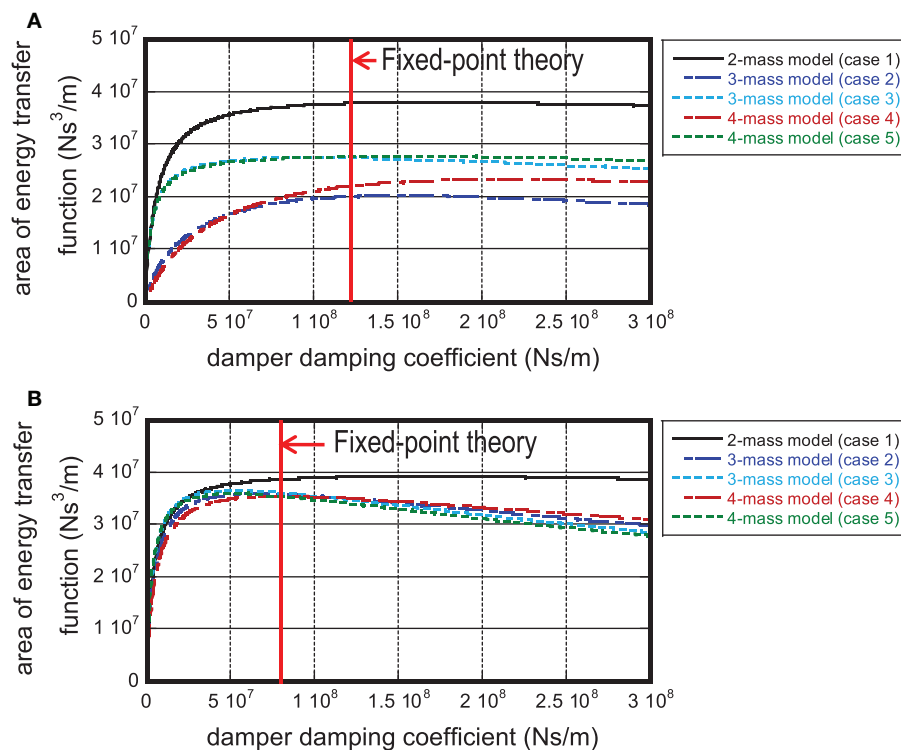 A
5 10⁷
4 10⁷
3 10⁷
2 10⁷
1 10⁷
0
area of energy transfer
function (Ns³/m)
Fixed-point theory
0
5 10⁷
1 10⁸
1.5 10⁸
2 10⁸
2.5 10⁸
3 10⁸
damper damping coefficient (Ns/m)
2-mass model (case 1)
3-mass model (case 2)
3-mass model (case 3)
4-mass model (case 4)
4-mass model (case 5)
B
5 10⁷
4 10⁷
3 10⁷
2 10⁷
1 10⁷
0
area of energy transfer
function (Ns³/m)
Fixed-point theory
0
5 10⁷
1 10⁸
1.5 10⁸
2 10⁸
2.5 10⁸
3 10⁸
damper damping coefficient (Ns/m)
2-mass model (case 1)
3-mass model (case 2)
3-mass model (case 3)
4-mass model (case 4)
4-mass model (case 5)